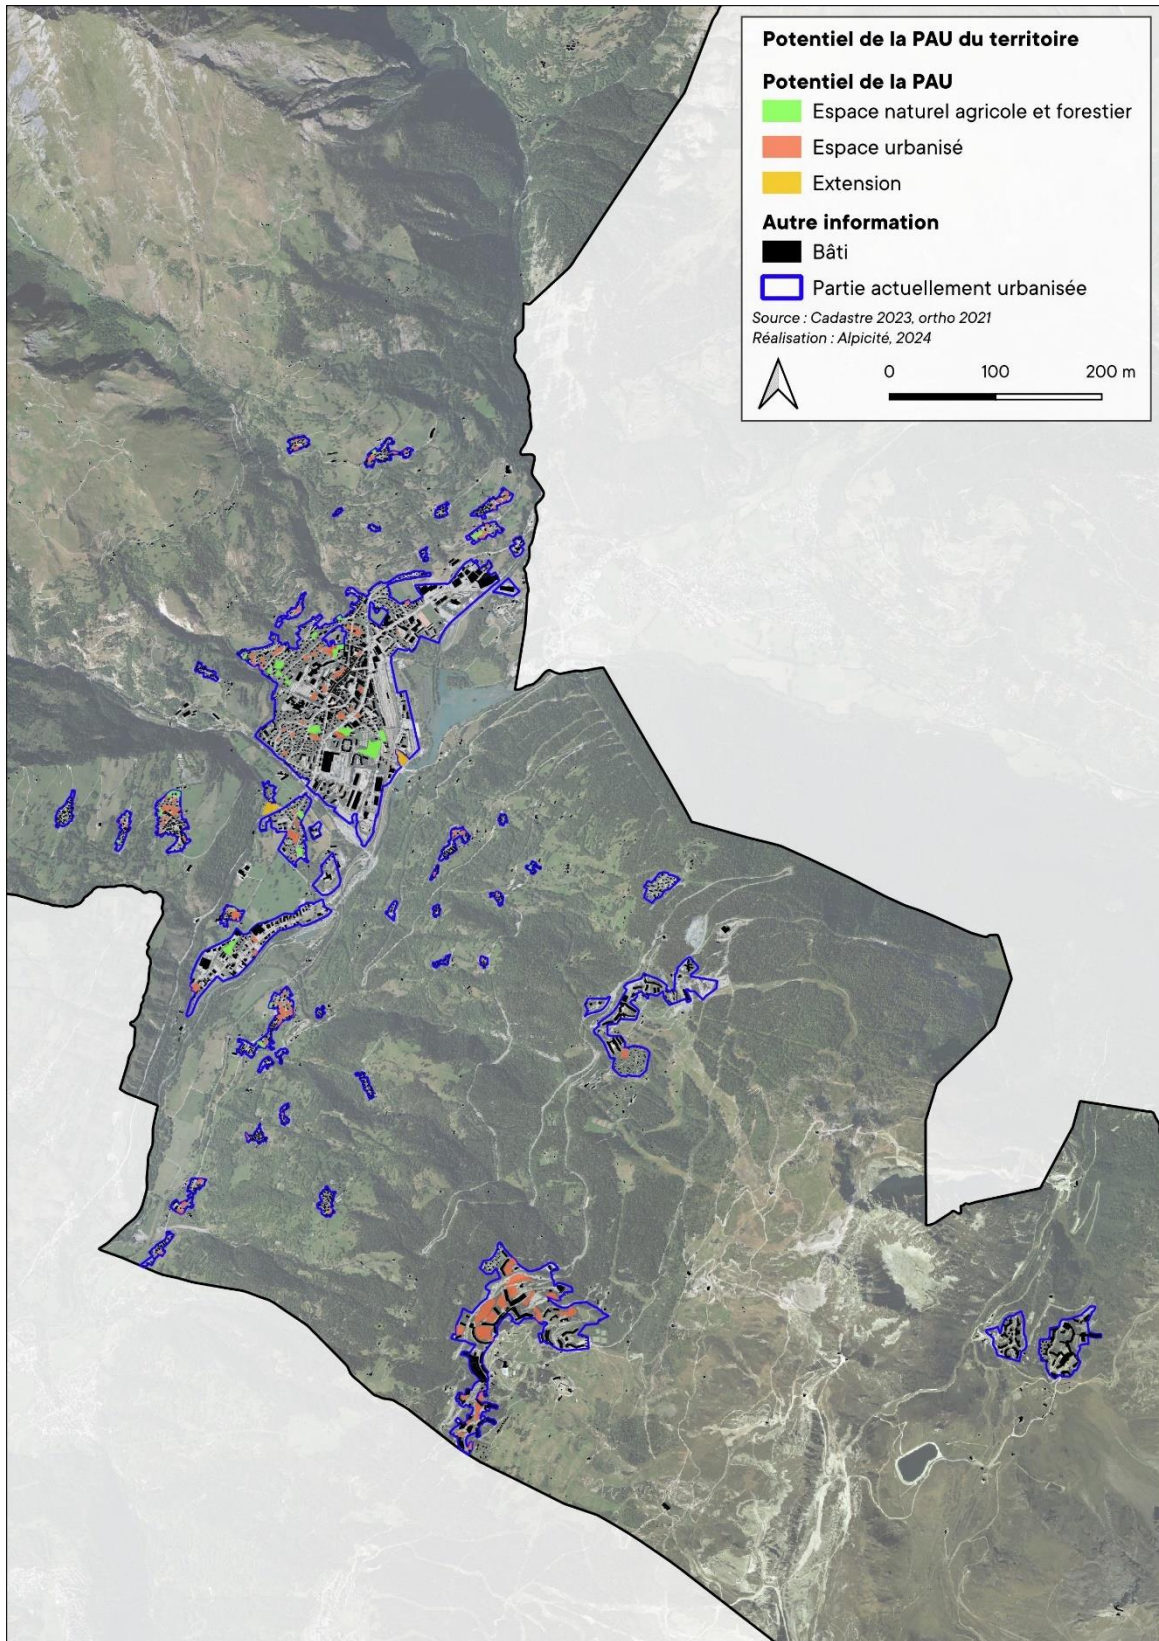 Potentiel de la PAU du territoire
Potentiel de la PAU
Espace naturel agricole et forestier
Espace urbanisé
Extension
Autre information
Bâti
Partie actuellement urbanisée
Source : Cadastre 2023, ortho 2021
Réalisation : Alpicité, 2024
0 100 200 m